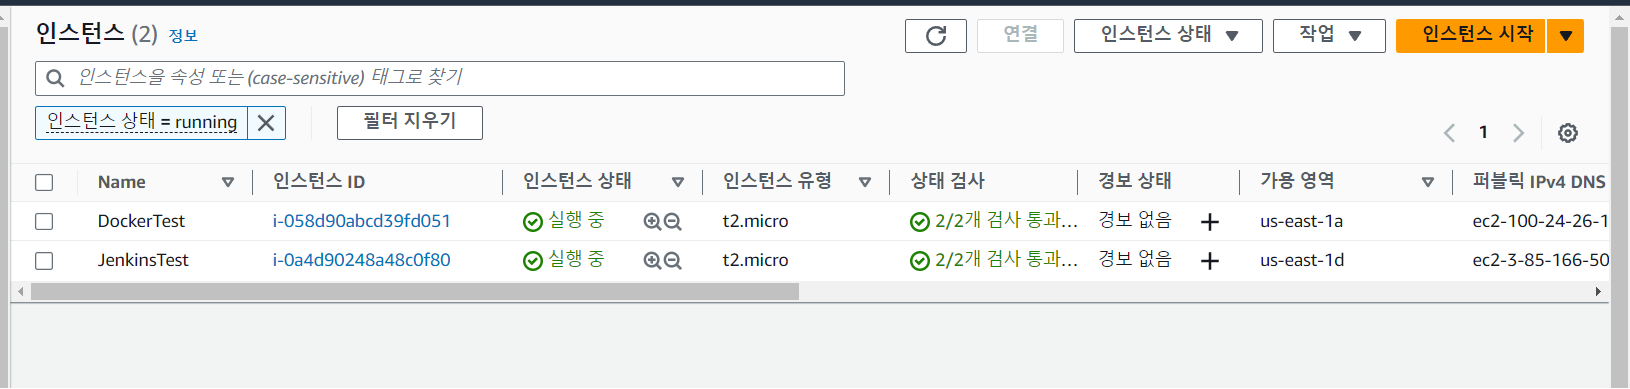 인스턴스 (2) 정보
연결 인스턴스 상태 작업 인스턴스 시작
인스턴스을 속성 또는 (case-sensitive) 태그로 찾기
인스턴스 상태 = running 필터 지우기
1
Name 인스턴스 ID 인스턴스 상태 인스턴스 유형 상태 검사 경보 상태 가용 영역 퍼블릭 IPv4 DNS
DockerTest i-058d90abcd39fd051 실행 중 t2.micro 2/2개 검사 통과... 경보 없음 us-east-1a ec2-100-24-26-1
JenkinsTest i-0a4d90248a48c0f80 실행 중 t2.micro 2/2개 검사 통과... 경보 없음 us-east-1d ec2-3-85-166-50